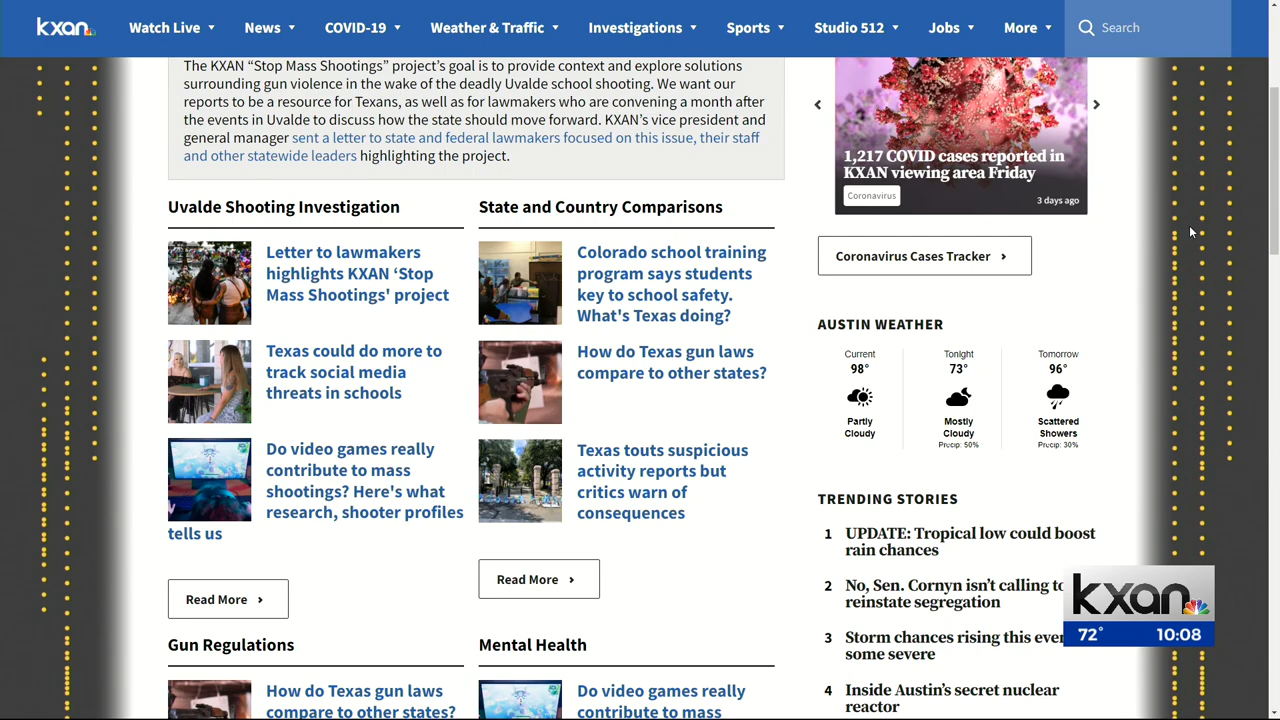 kxan
Watch Live
News
COVID-19
Weather & Traffic
Investigations
Sports
Studio 512
Jobs
More
Search
The KXAN “Stop Mass Shootings” project’s goal is to provide context and explore solutions
surrounding gun violence in the wake of the deadly Uvalde school shooting. We want our
reports to be a resource for Texans, as well as for lawmakers who are convening a month after
the events in Uvalde to discuss how the state should move forward. KXAN’s vice president and
general manager sent a letter to state and federal lawmakers focused on this issue, their staff
and other statewide leaders highlighting the project.
Uvalde Shooting Investigation
Letter to lawmakers
highlights KXAN ‘Stop
Mass Shootings' project
Texas could do more to
track social media
threats in schools
Do video games really
contribute to mass
shootings? Here's what
research, shooter profiles
tells us
Read More
State and Country Comparisons
Colorado school training
program says students
key to school safety.
What's Texas doing?
How do Texas gun laws
compare to other states?
Texas touts suspicious
activity reports but
critics warn of
consequences
Read More
Gun Regulations
How do Texas gun laws
compare to other states?
Mental Health
Do video games really
contribute to mass
1,217 COVID cases reported in
KXAN viewing area Friday
Coronavirus
3 days ago
Coronavirus Cases Tracker
AUSTIN WEATHER
Current
98°
Partly
Cloudy
Tonight
73°
Mostly
Cloudy
Precip: 50%
Tomorrow
96°
Scattered
Showers
Precip: 30%
TRENDING STORIES
1 UPDATE: Tropical low could boost
rain chances
2 No, Sen. Cornyn isn’t calling to
reinstate segregation
3 Storm chances rising this
some severe
4 Inside Austin’s secret nuclear
reactor
kxan
72° 10:08